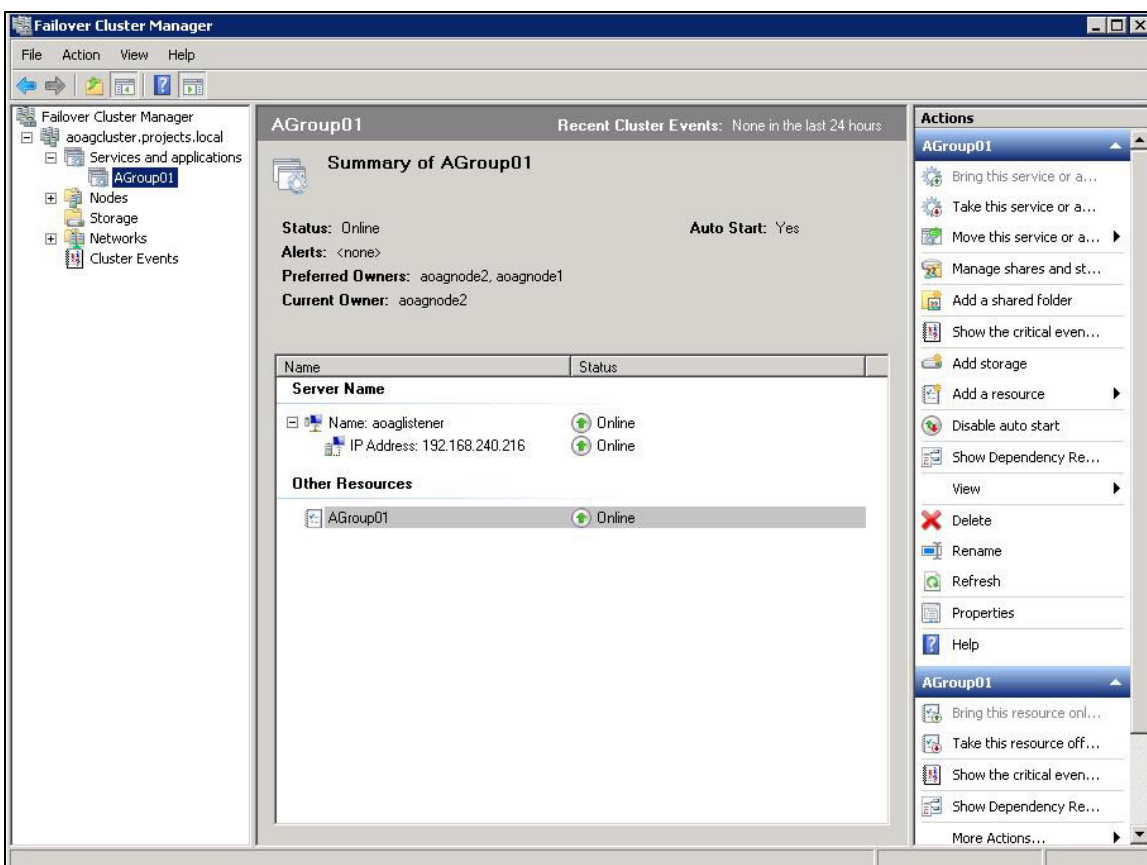 Failover Cluster Manager
File Action View Help
Failover Cluster Manager
aoagcluster.projects.local
Services and applications
AGroup01
Nodes
Storage
Networks
Cluster Events
AGroup01 Recent Cluster Events: None in the last 24 hours
Summary of AGroup01
Status: Online Auto Start: Yes
Alerts: <none>
Preferred Owners: aoagnode2, aoagnode1
Current Owner: aoagnode2
Name Status
Server Name
Name: aoaglistener Online
IP Address: 192.168.240.216 Online
Other Resources
AGroup01 Online
Actions
AGroup01
Bring this service or a...
Take this service or a...
Move this service or a...
Manage shares and st...
Add a shared folder
Show the critical even...
Add storage
Add a resource
Disable auto start
Show Dependency Re...
View
Delete
Rename
Refresh
Properties
Help
AGroup01
Bring this resource onl...
Take this resource off...
Show the critical even...
Show Dependency Re...
More Actions...